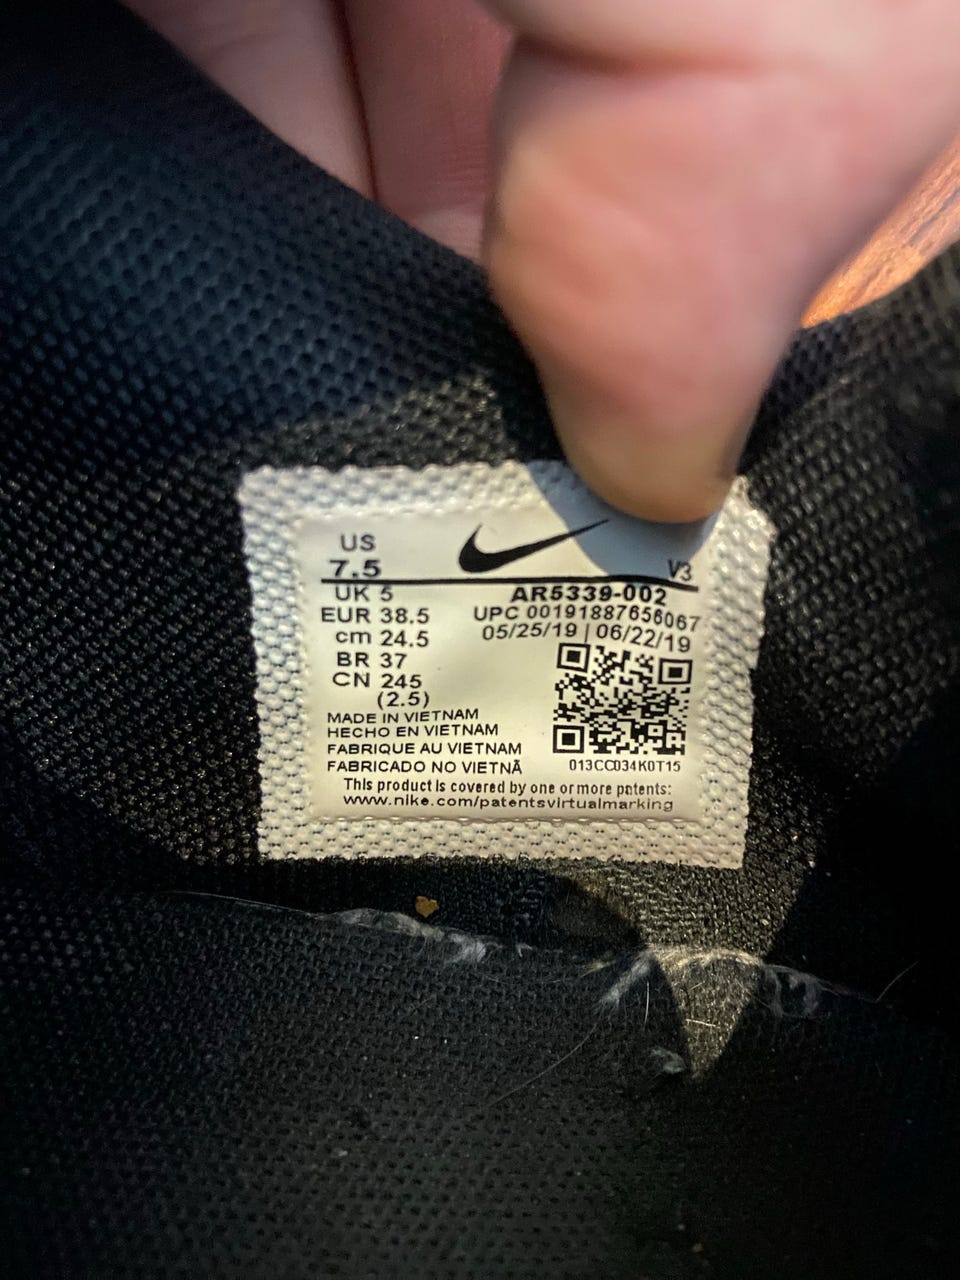 US
7.5
V3
UK 5
EUR 38.5
cm 24.5
BR 37
CN 245
(2.5)
AR5339-002
UPC 00191887656067
05/25/19 | 06/22/19
MADE IN VIETNAM
HECHO EN VIETNAM
FABRIQUE AU VIETNAM
FABRICADO NO VIETNÃ
013CC034K0T15
This product is covered by one or more patents:
www.nike.com/patentsvirtualmarking